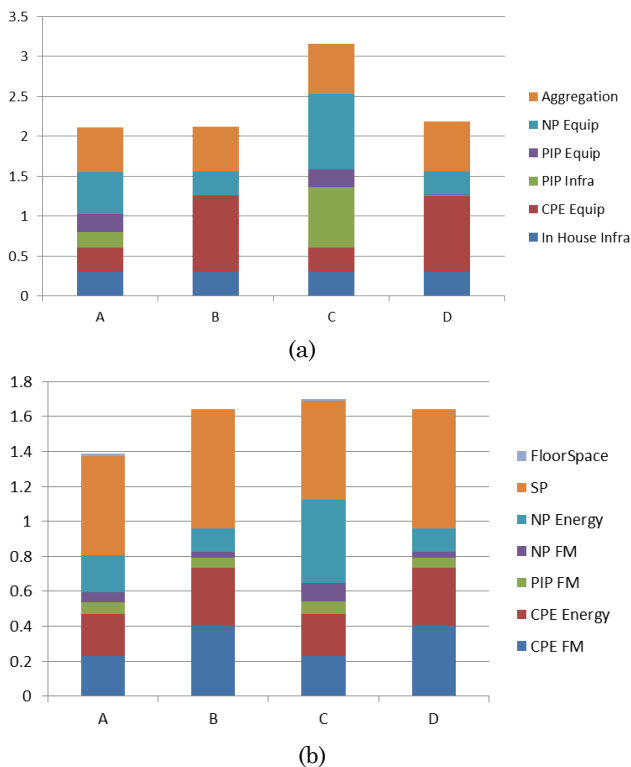 3.5
3
2.5
2
1.5
1
0.5
0
A
B
C
D
Aggregation
NP Equip
PIP Equip
PIP Infra
CPE Equip
In House Infra
(a)
1.8
1.6
1.4
1.2
1
0.8
0.6
0.4
0.2
0
A
B
C
D
FloorSpace
SP
NP Energy
NP FM
PIP FM
CPE Energy
CPE FM
(b)